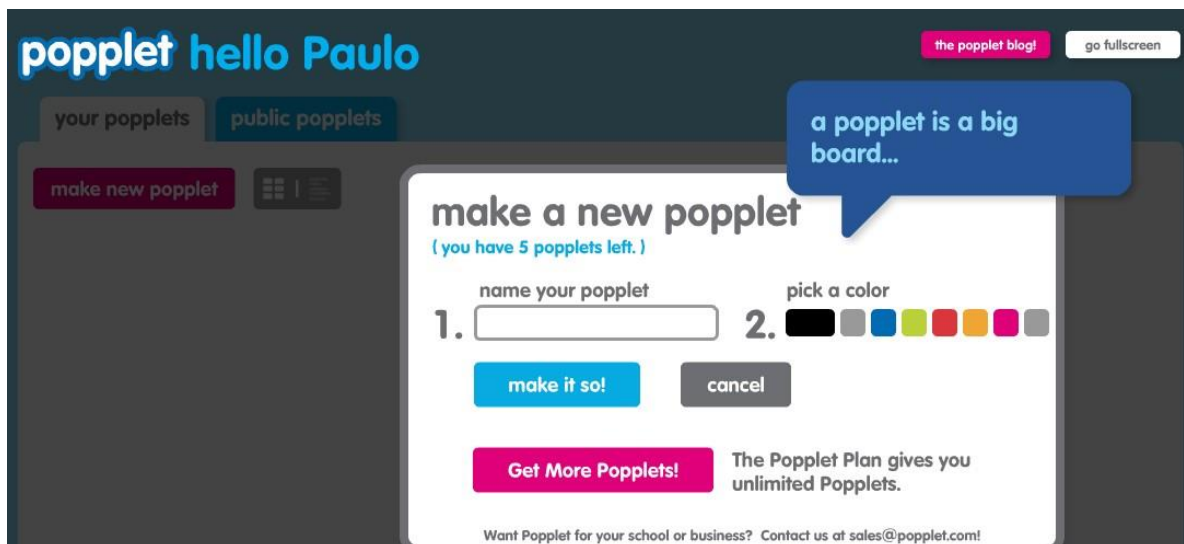 popplet hello Paulo
the popplet blog!
go fullscreen
your popplets
public popplets
a popplet is a big
board...
make new popplet
make a new popplet
( you have 5 popplets left. )
name your popplet
pick a color
1.
2.
make it so!
cancel
Get More Popplets!
The Popplet Plan gives you
unlimited Popplets.
Want Popplet for your school or business? Contact us at sales@popplet.com!